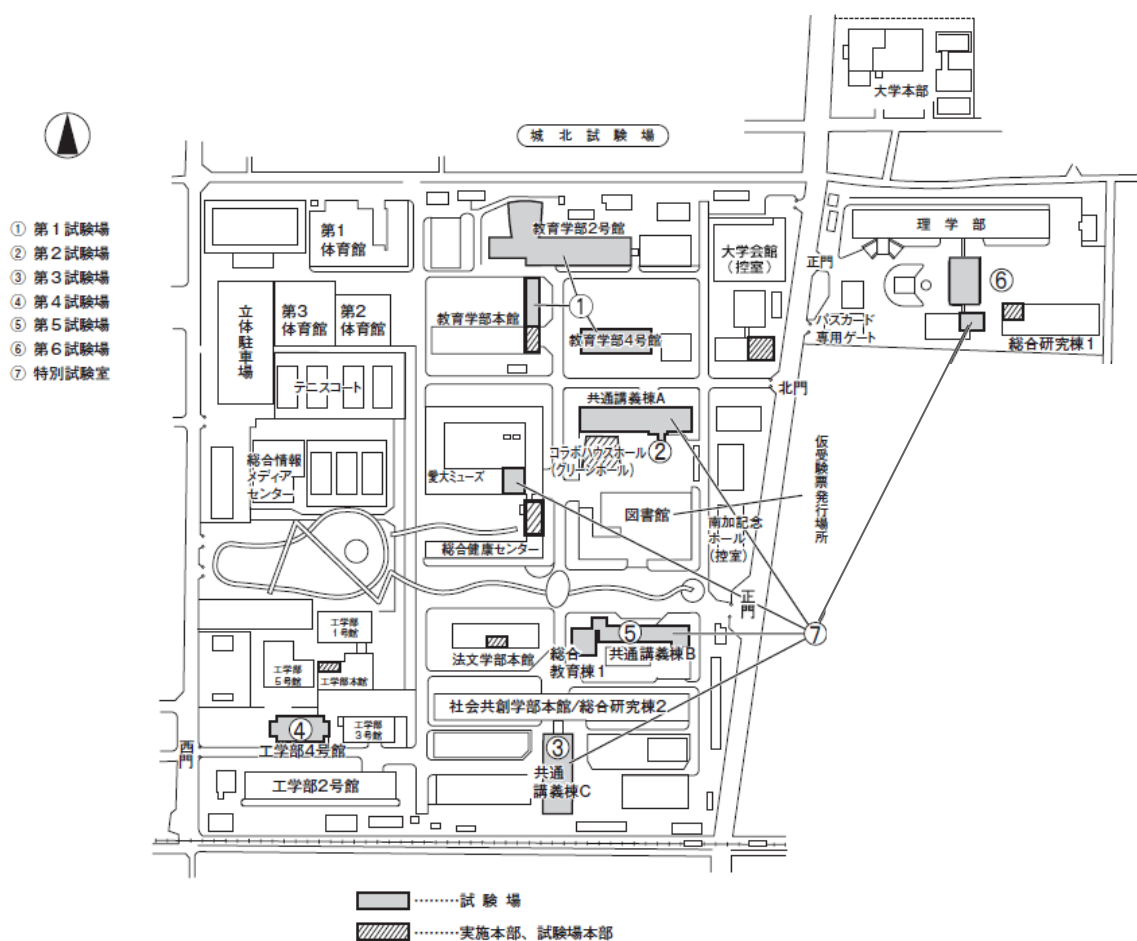 大学本部
城北試験場
① 第1試験場
② 第2試験場
③ 第3試験場
④ 第4試験場
⑤ 第5試験場
⑥ 第6試験場
⑦ 特別試験室
第1
体育館
教育学部2号館
大学会館
(控室)
理学部
正門
⑥
立体駐車場
第3
体育館
第2
体育館
教育学部本館
①
教育学部4号館
パスカード
専用ゲート
総合研究棟1
テニスコート
北門
共通講義棟A
②
コラボハウスホール
(グリーンホール)
仮受験票発行場所
総合情報
メディア
センター
愛大ミューズ
図書館
南加記念
ホール
(控室)
総合健康センター
正門
⑦
工学部
1号館
法文学部本館
⑤
総合
教育棟1
共通講義棟B
工学部
5号館
工学部本館
社会共創学部本館/総合研究棟2
④
工学部4号館
工学部
3号館
③
共通
講義棟C
西門
工学部2号館
………試験場
………実施本部、試験場本部